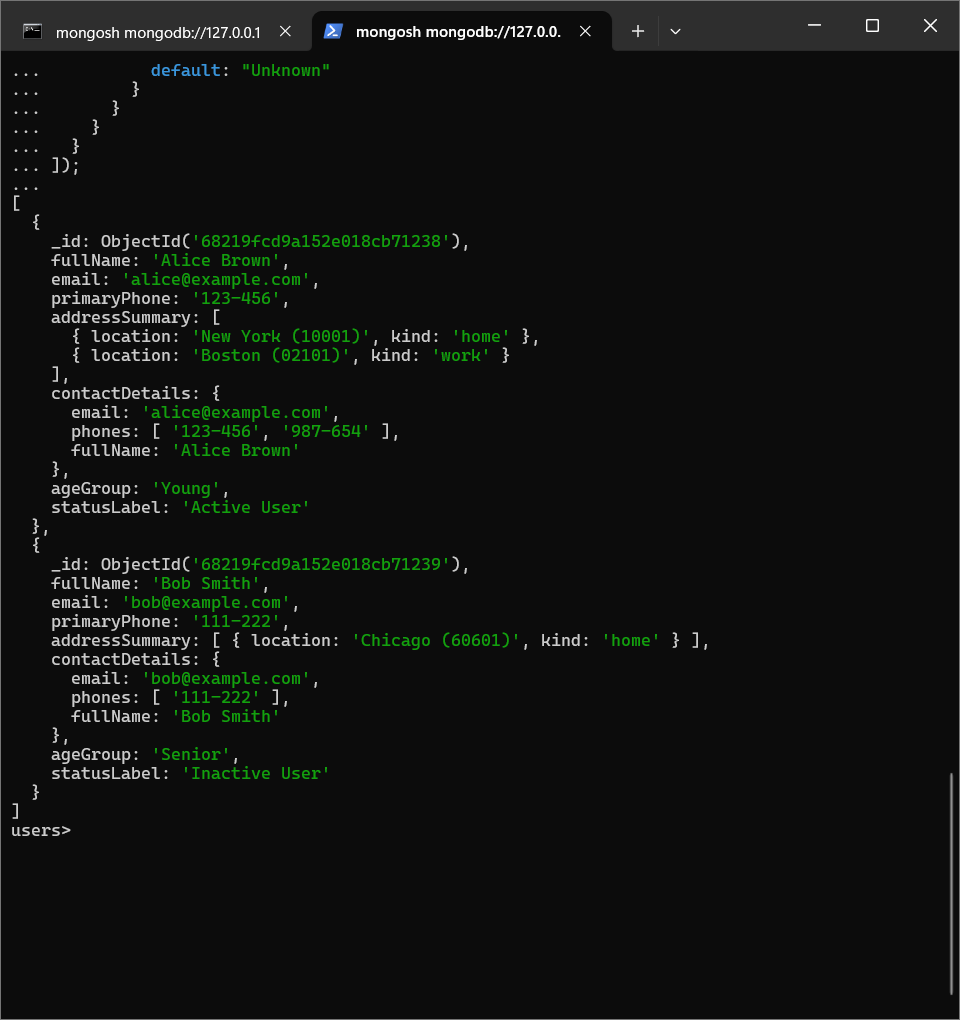 mongosh mongodb://127.0.0.1
mongosh mongodb://127.0.0.
...           default: "Unknown"
...         }
...       }
...     }
...   }
... ]);
...
[
  {
    _id: ObjectId('68219fcd9a152e018cb71238'),
    fullName: 'Alice Brown',
    email: 'alice@example.com',
    primaryPhone: '123-456',
    addressSummary: [
      { location: 'New York (10001)', kind: 'home' },
      { location: 'Boston (02101)', kind: 'work' }
    ],
    contactDetails: {
      email: 'alice@example.com',
      phones: [ '123-456', '987-654' ],
      fullName: 'Alice Brown'
    },
    ageGroup: 'Young',
    statusLabel: 'Active User'
  },
  {
    _id: ObjectId('68219fcd9a152e018cb71239'),
    fullName: 'Bob Smith',
    email: 'bob@example.com',
    primaryPhone: '111-222',
    addressSummary: [ { location: 'Chicago (60601)', kind: 'home' } ],
    contactDetails: {
      email: 'bob@example.com',
      phones: [ '111-222' ],
      fullName: 'Bob Smith'
    },
    ageGroup: 'Senior',
    statusLabel: 'Inactive User'
  }
]
users>